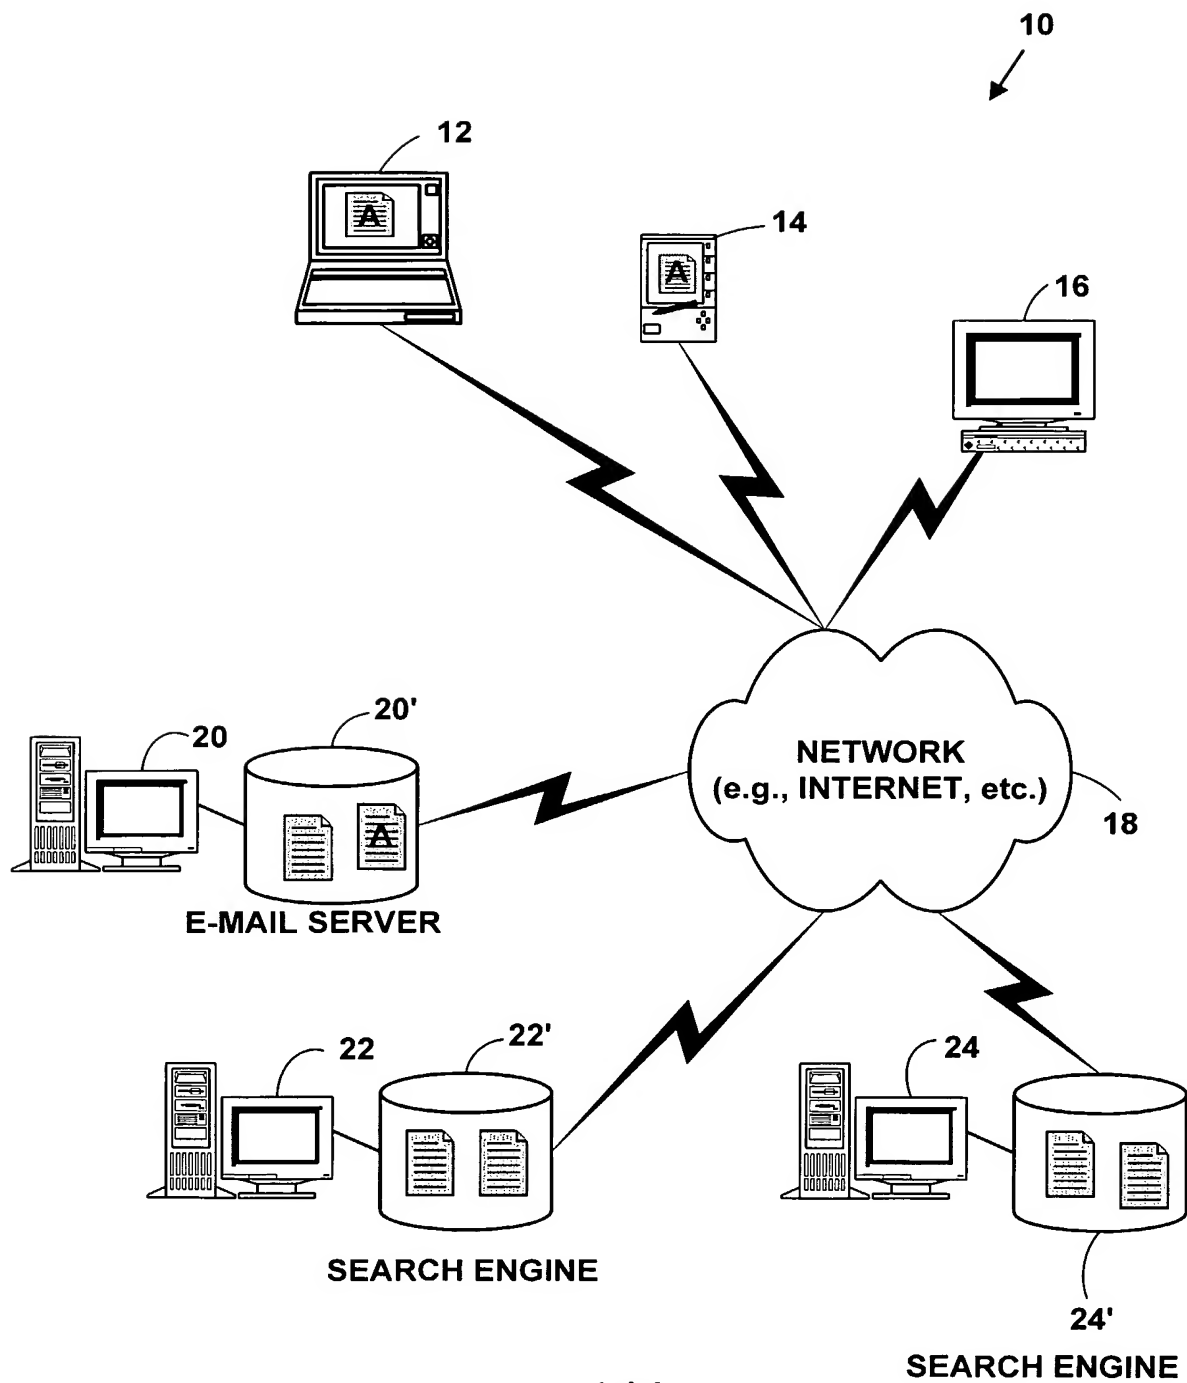 10
12
A
14
A
16
NETWORK
(e.g., INTERNET, etc.)
18
20
20'
A
E-MAIL SERVER
22
22'
SEARCH ENGINE
24
24'
SEARCH ENGINE